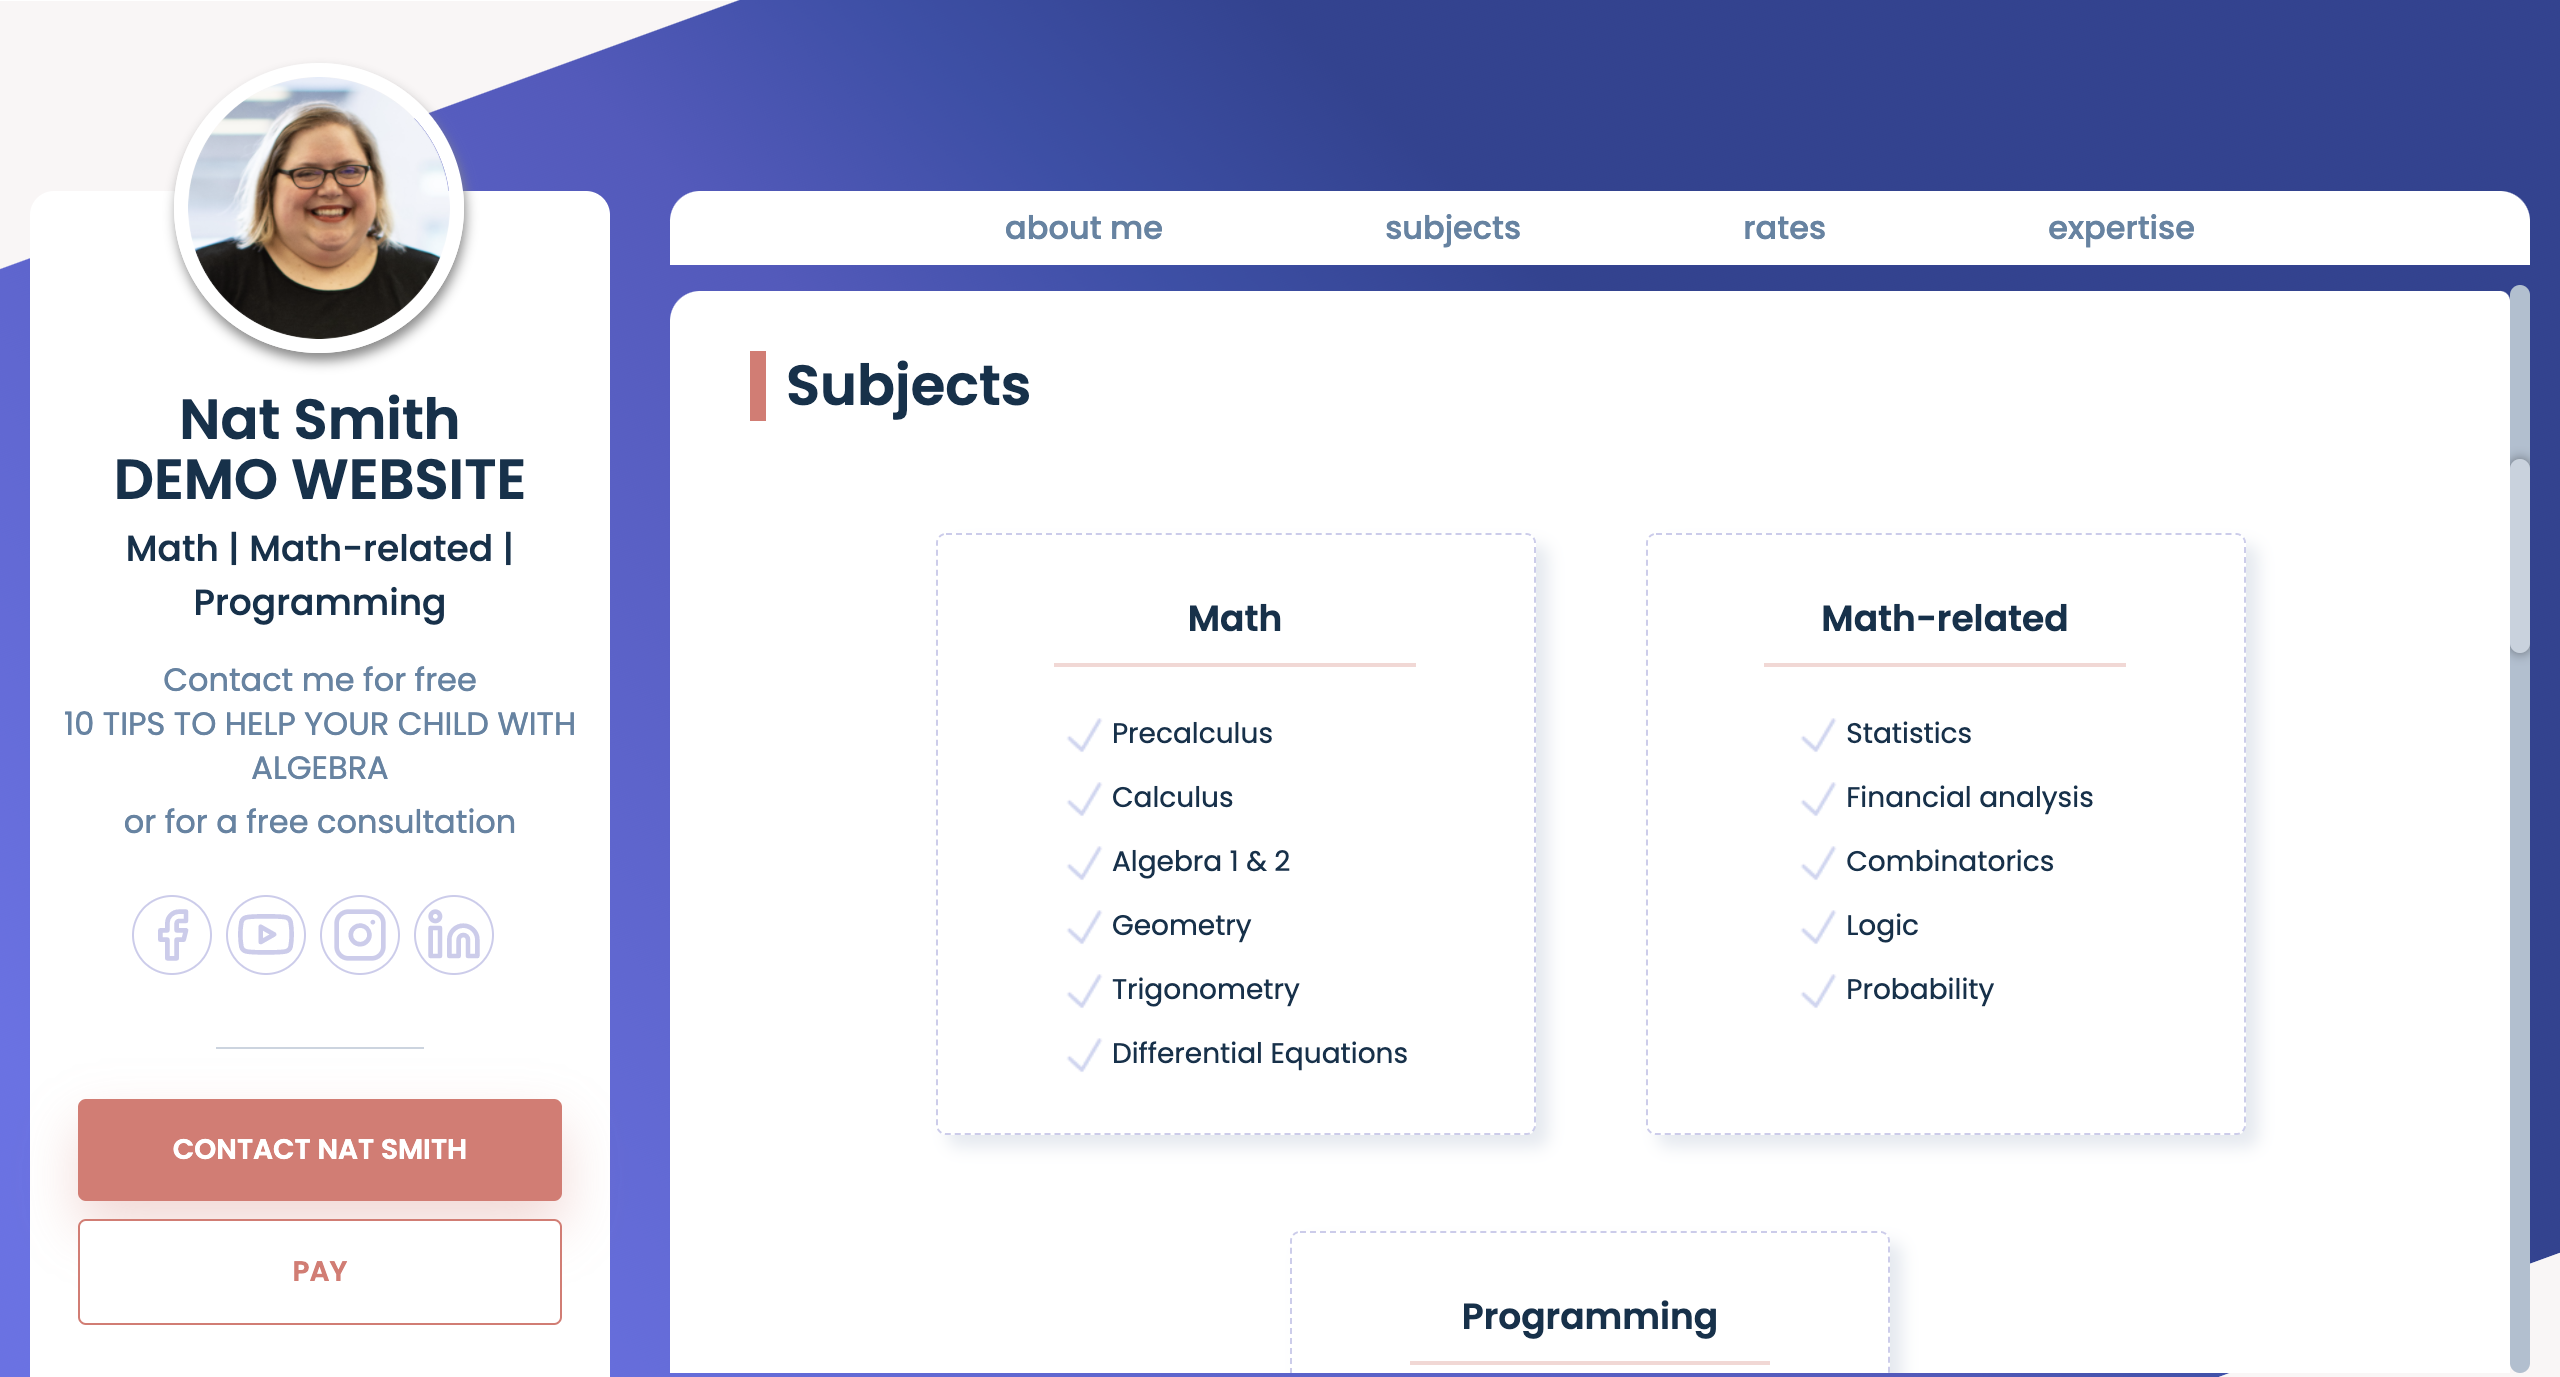 Nat Smith
DEMO WEBSITE
Math | Math-related |
Programming
Contact me for free
10 TIPS TO HELP YOUR CHILD WITH
ALGEBRA
or for a free consultation
CONTACT NAT SMITH
PAY
about me
subjects
rates
expertise
Subjects
Math
Precalculus
Calculus
Algebra 1 & 2
Geometry
Trigonometry
Differential Equations
Math-related
Statistics
Financial analysis
Combinatorics
Logic
Probability
Programming